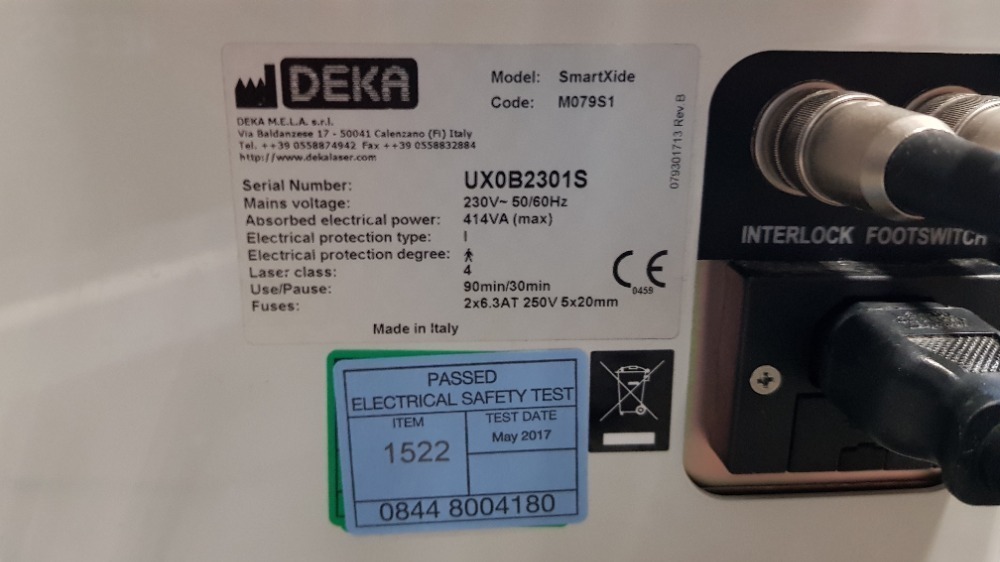 DEKA
Model: SmartXide
Code: M079S1
DEKA M.E.L.A. s.r.l.
Via Baldanzese 17 - 50041 Calenzano (FI) Italy
Tel. ++39 0558874942 Fax ++39 0558832884
http://www.dekalaser.com
079301713 Rev B
Serial Number: UX0B2301S
Mains voltage: 230V~ 50/60Hz
Absorbed electrical power: 414VA (max)
Electrical protection type: I
Electrical protection degree:
Laser class: 4
Use/Pause: 90min/30min
Fuses: 2x6.3AT 250V 5x20mm
CE
0459
Made in Italy
INTERLOCK FOOTSWITCH
PASSED
ELECTRICAL SAFETY TEST
ITEM
1522
TEST DATE
May 2017
0844 8004180